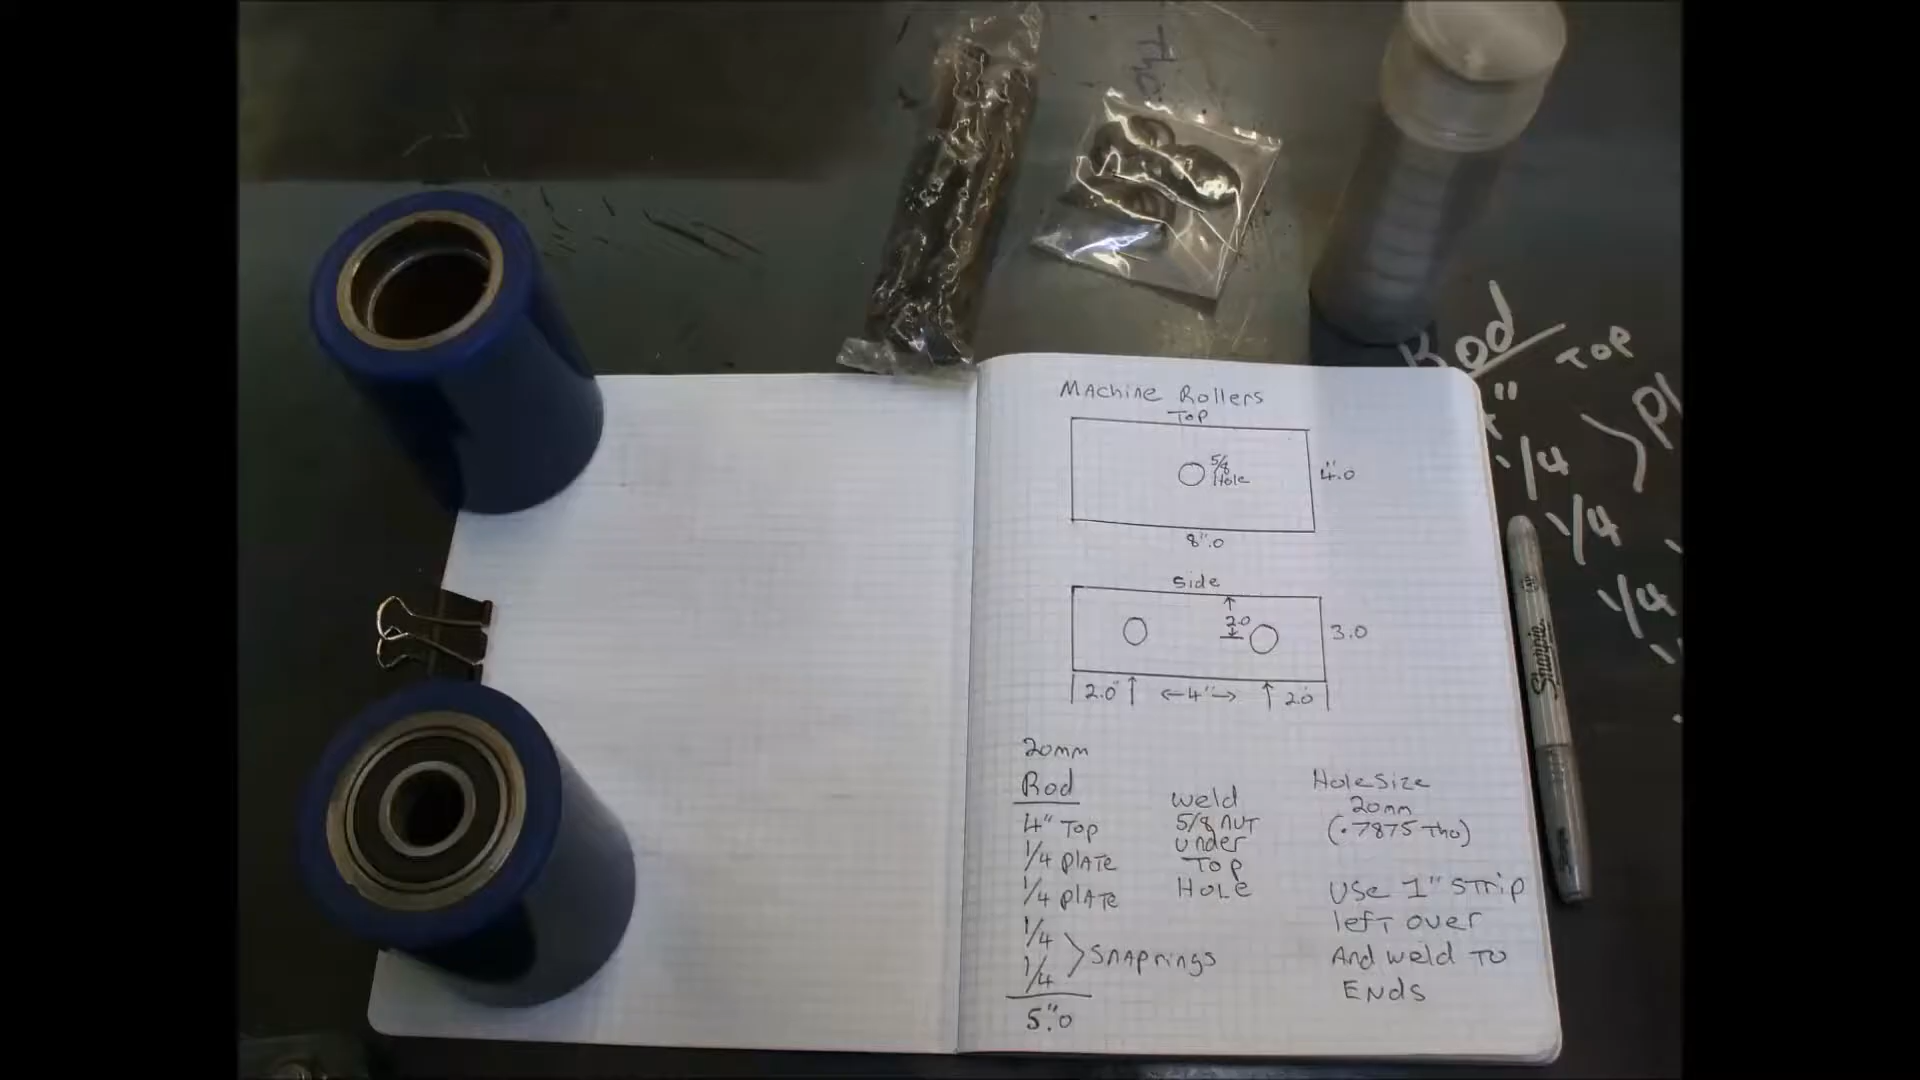 Machine Rollers
Top
5/8
Hole
4".0
8".0
Side
2.0
3.0
2.0" ←4"→ 2.0
20mm
Rod
4" Top
1/4 Plate
1/4 Plate
1/4
1/4
Snaprings
5".0
weld
5/8 nut
under
Top
Hole
Hole Size
20mm
(.7875 Tho)
Use 1" strip
left over
And weld to
Ends
Sharpie
Rod
Top
1/4
1/4
1/4